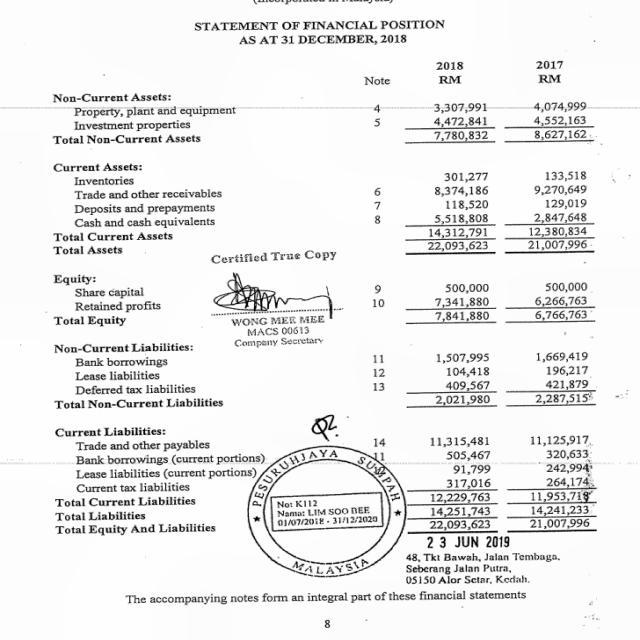 (Incorporated in Malaysia)
STATEMENT OF FINANCIAL POSITION
AS AT 31 DECEMBER, 2018
2018 2017
Note RM RM
Non-Current Assets:
Property, plant and equipment 4 3,307,991 4,074,999
Investment properties 5 4,472,841 4,552,163
Total Non-Current Assets 7,780,832 8,627,162
Current Assets:
Inventories 301,277 133,518
Trade and other receivables 6 8,374,186 9,270,649
Deposits and prepayments 7 118,520 129,019
Cash and cash equivalents 8 5,518,808 2,847,648
Total Current Assets 14,312,791 12,380,834
Total Assets 22,093,623 21,007,996
Certified True Copy
Equity:
Share capital 9 500,000 500,000
Retained profits 10 7,341,880 6,266,763
Total Equity 7,841,880 6,766,763
WONG MEE MEE
MACS 00613
Company Secretary
Non-Current Liabilities:
Bank borrowings 11 1,507,995 1,669,419
Lease liabilities 12 104,418 196,217
Deferred tax liabilities 13 409,567 421,879
Total Non-Current Liabilities 2,021,980 2,287,515
Current Liabilities:
Trade and other payables 14 11,315,481 11,125,917
Bank borrowings (current portions) 11 505,467 320,633
Lease liabilities (current portions) 91,799 242,994
Current tax liabilities 317,016 264,174
Total Current Liabilities 12,229,763 11,953,718
Total Liabilities 14,251,743 14,241,233
Total Equity And Liabilities 22,093,623 21,007,996
PESURUHJAYA SUMPAH
No: K112
Nama: LIM SOO BEE
01/07/2018 - 31/12/2020
MALAYSIA
23 JUN 2019
48, Tkt Bawah, Jalan Tembaga,
Seberang Jalan Putra,
05150 Alor Setar, Kedah.
The accompanying notes form an integral part of these financial statements
8